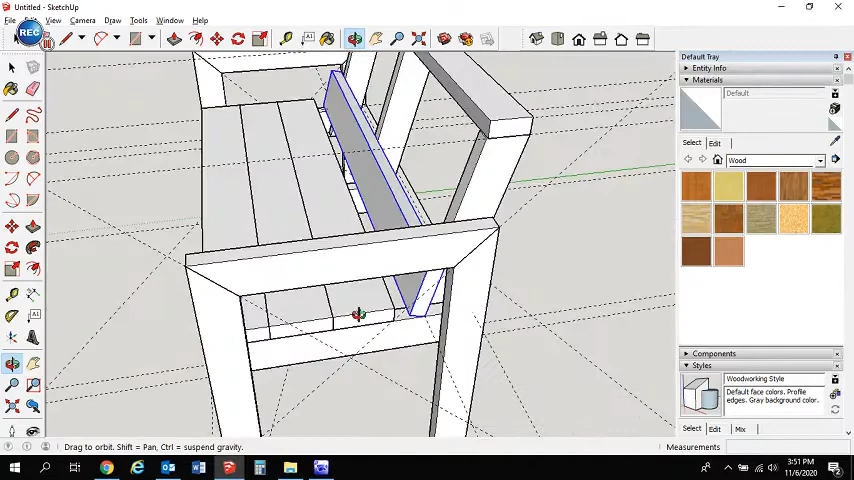 Untitled - SketchUp
REC
View Camera Draw Tools Window Help
Default Tray
Entity Info
Materials
Default
Select Edit
Wood
Components
Styles
Woodworking Style
Default face colors. Profile
edges. Gray background color.
Select Edit Mix
Drag to orbit. Shift = Pan, Ctrl = suspend gravity.
Measurements
3:51 PM
11/6/2020